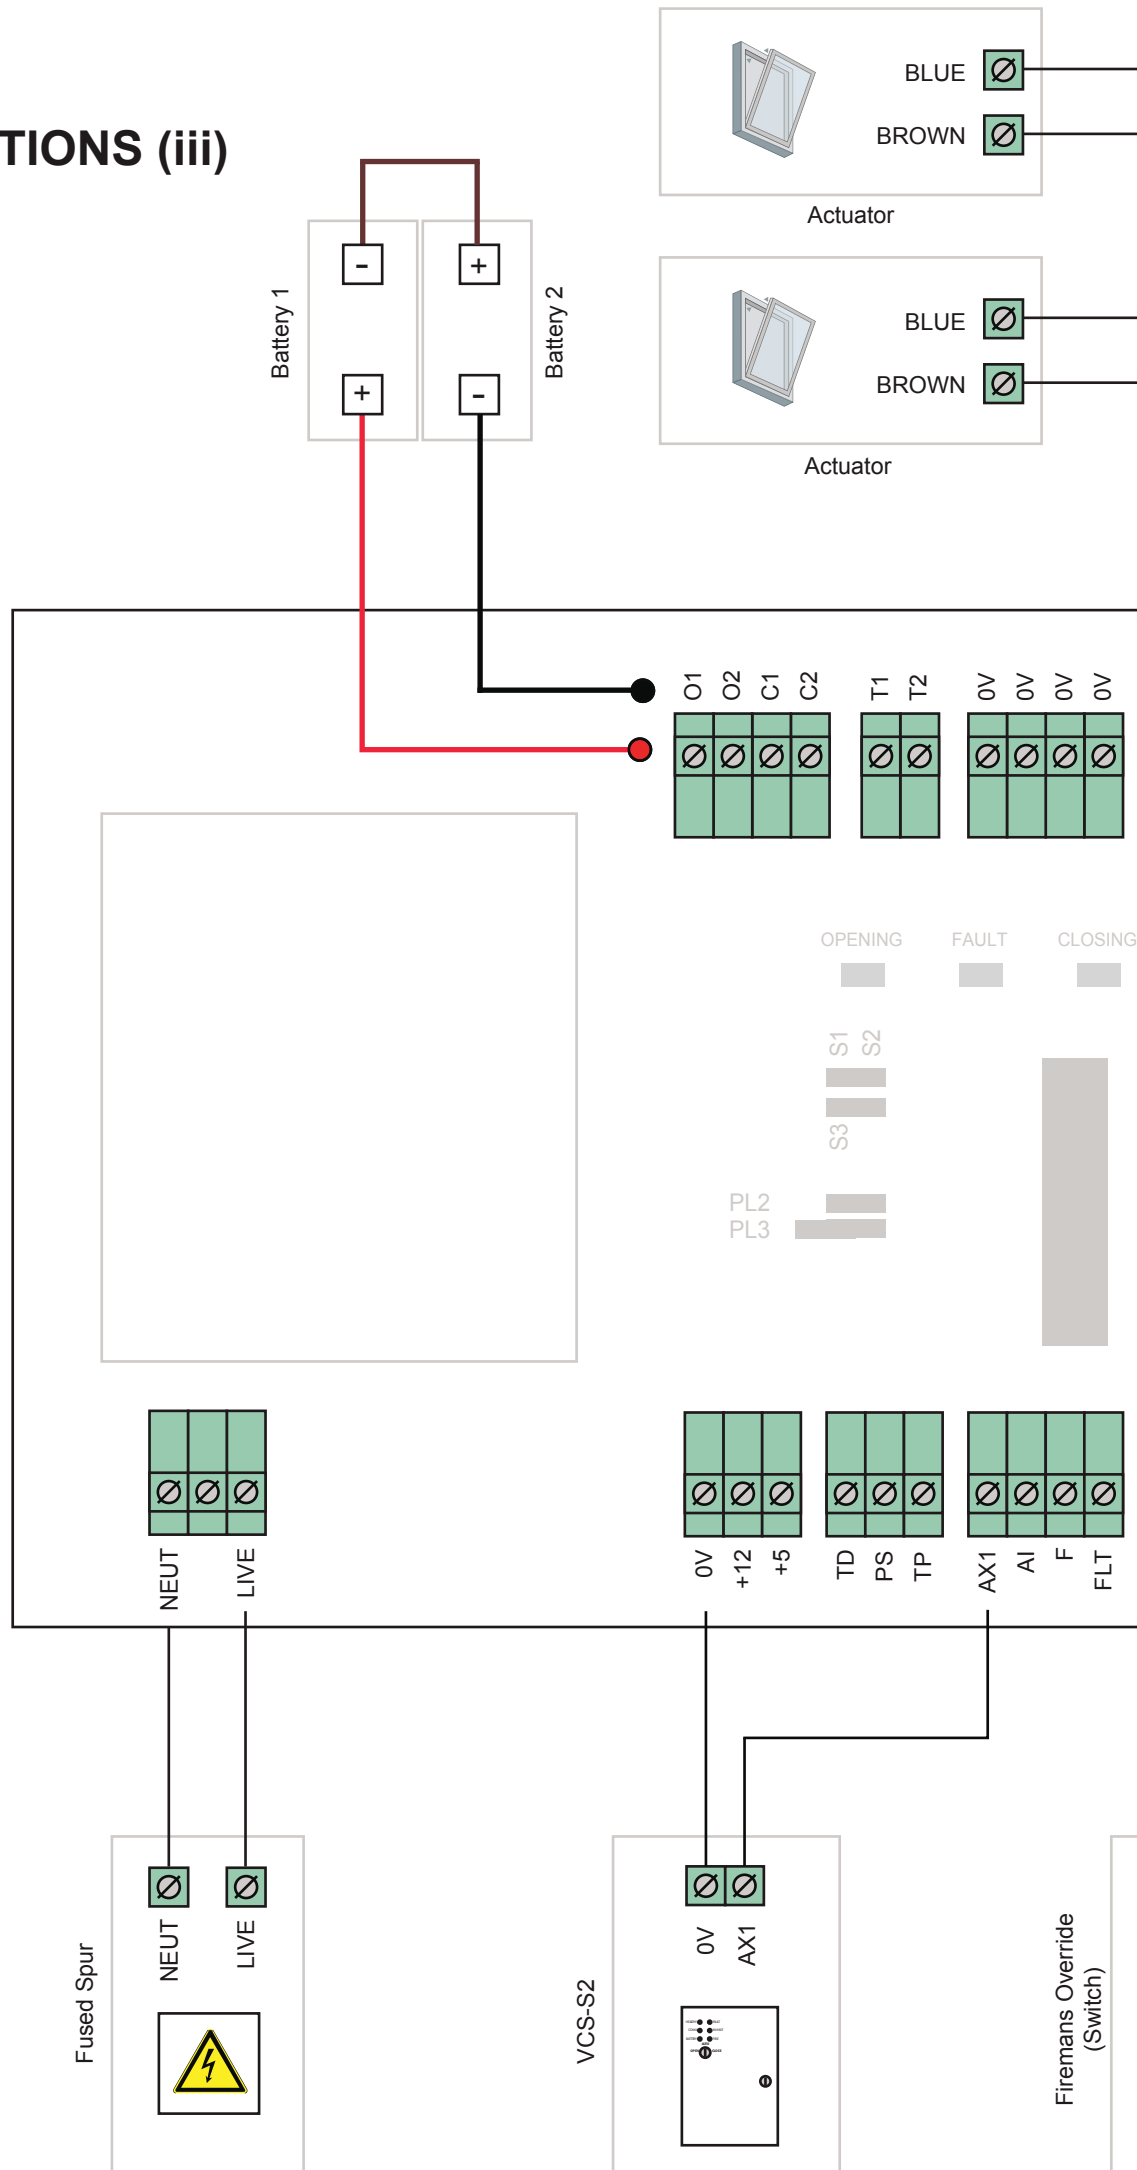 TIONS (iii)
BLUE
BROWN
Actuator
Battery 1
-
+
+
-
Battery 2
BLUE
BROWN
Actuator
O1
O2
C1
C2
T1
T2
0V
0V
0V
0V
OPENING
FAULT
CLOSING
S1
S2
S3
PL2
PL3
NEUT
LIVE
0V
+12
+5
TD
PS
TP
AX1
AI
F
FLT
Fused Spur
NEUT
LIVE
VCS-S2
0V
AX1
Firemans Override
(Switch)